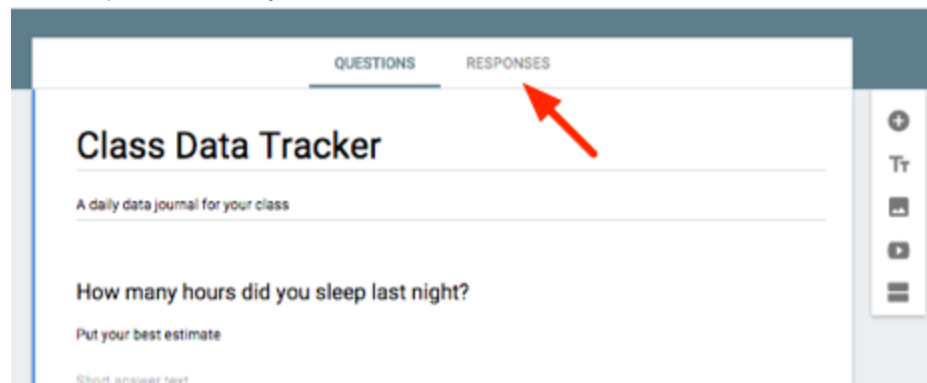 QUESTIONS RESPONSES
Class Data Tracker
Tт
A daily data journal for your class
How many hours did you sleep last night?
Put your best estimate
Short answer text